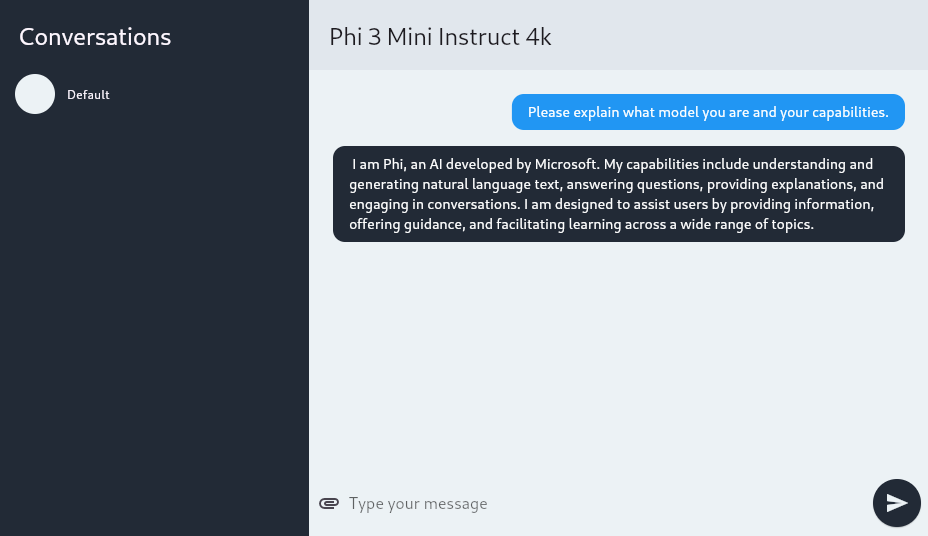 Conversations
Default
Phi 3 Mini Instruct 4k
Please explain what model you are and your capabilities.
I am Phi, an AI developed by Microsoft. My capabilities include understanding and
generating natural language text, answering questions, providing explanations, and
engaging in conversations. I am designed to assist users by providing information,
offering guidance, and facilitating learning across a wide range of topics.
Type your message